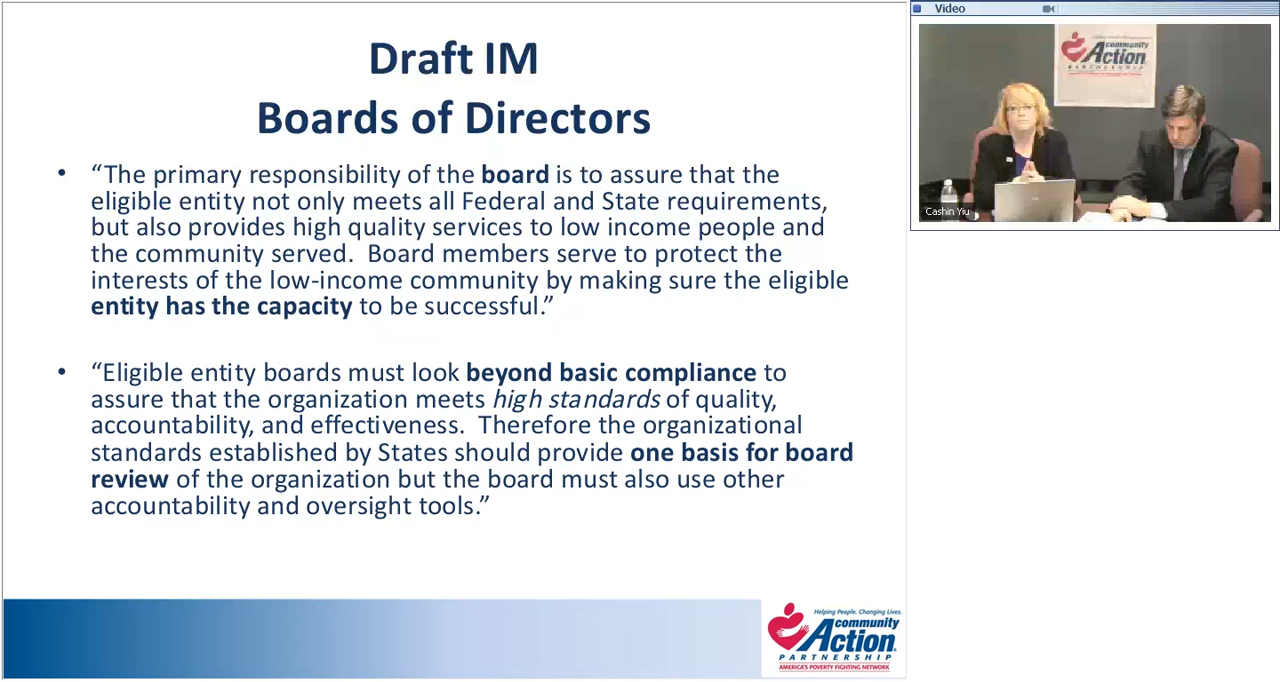 Draft IM
Boards of Directors
• “The primary responsibility of the board is to assure that the
eligible entity not only meets all Federal and State requirements,
but also provides high quality services to low income people and
the community served.  Board members serve to protect the
interests of the low-income community by making sure the eligible
entity has the capacity to be successful.”
• “Eligible entity boards must look beyond basic compliance to
assure that the organization meets high standards of quality,
accountability, and effectiveness.  Therefore the organizational
standards established by States should provide one basis for board
review of the organization but the board must also use other
accountability and oversight tools.”
Helping People. Changing Lives.
community
Action
PARTNERSHIP
AMERICA'S POVERTY FIGHTING NETWORK
Video
community
Action
PARTNERSHIP
Cashin Yiu